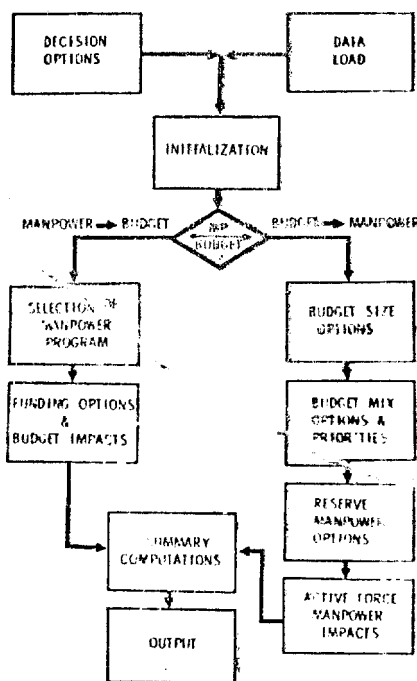 DECISION
OPTIONS
DATA
LOAD
INITIALIZATION
MANPOWER → BUDGET
BUDGET → MANPOWER
MP
BUDGET
?
SELECTION OF
MANPOWER
PROGRAM
BUDGET SIZE
OPTIONS
FUNDING OPTIONS
&
BUDGET IMPACTS
BUDGET MIX
OPTIONS &
PRIORITIES
RESERVE
MANPOWER
OPTIONS
SUMMARY
COMPUTATIONS
ACTIVE FORCE
MANPOWER
IMPACTS
OUTPUT